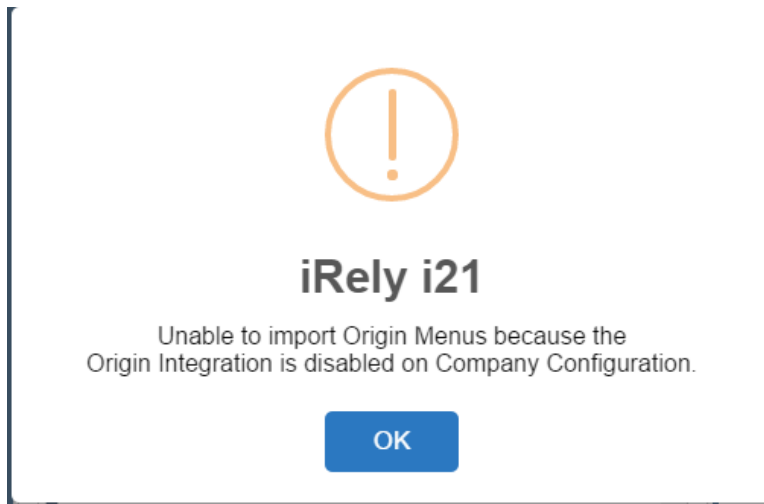 iRely i21
Unable to import Origin Menus because the
Origin Integration is disabled on Company Configuration.
OK